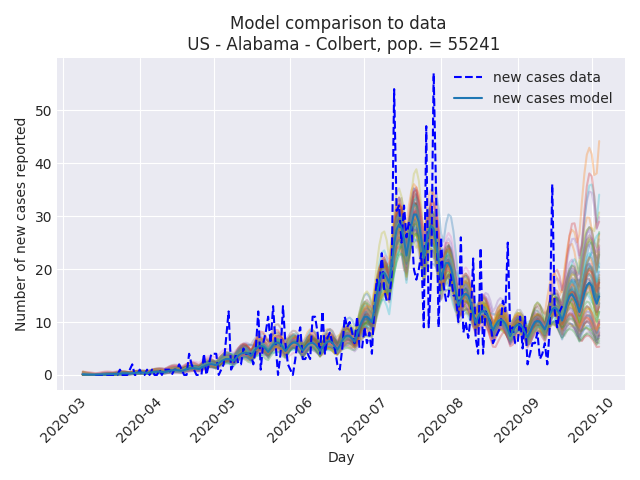 Model comparison to data
US - Alabama - Colbert, pop. = 55241
new cases data
new cases model
Number of new cases reported
50
40
30
20
10
0
2020-03
2020-04
2020-05
2020-06
2020-07
2020-08
2020-09
2020-10
Day